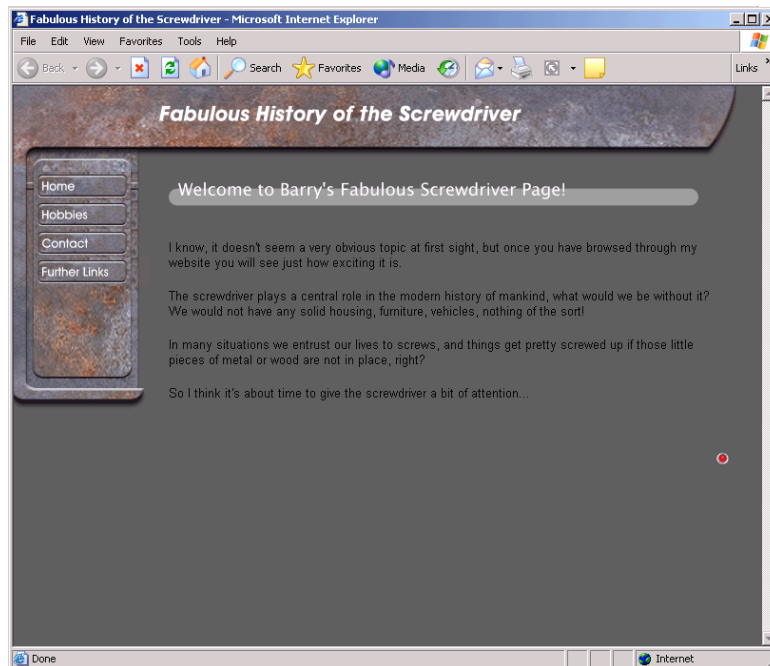 Fabulous History of the Screwdriver - Microsoft Internet Explorer
File Edit View Favorites Tools Help
Back Search Favorites Media Links
Fabulous History of the Screwdriver
Home
Hobbies
Contact
Further Links
Welcome to Barry's Fabulous Screwdriver Page!
I know, it doesn't seem a very obvious topic at first sight, but once you have browsed through my
website you will see just how exciting it is.
The screwdriver plays a central role in the modern history of mankind, what would we be without it?
We would not have any solid housing, furniture, vehicles, nothing of the sort!
In many situations we entrust our lives to screws, and things get pretty screwed up if those little
pieces of metal or wood are not in place, right?
So I think it's about time to give the screwdriver a bit of attention...
Done Internet